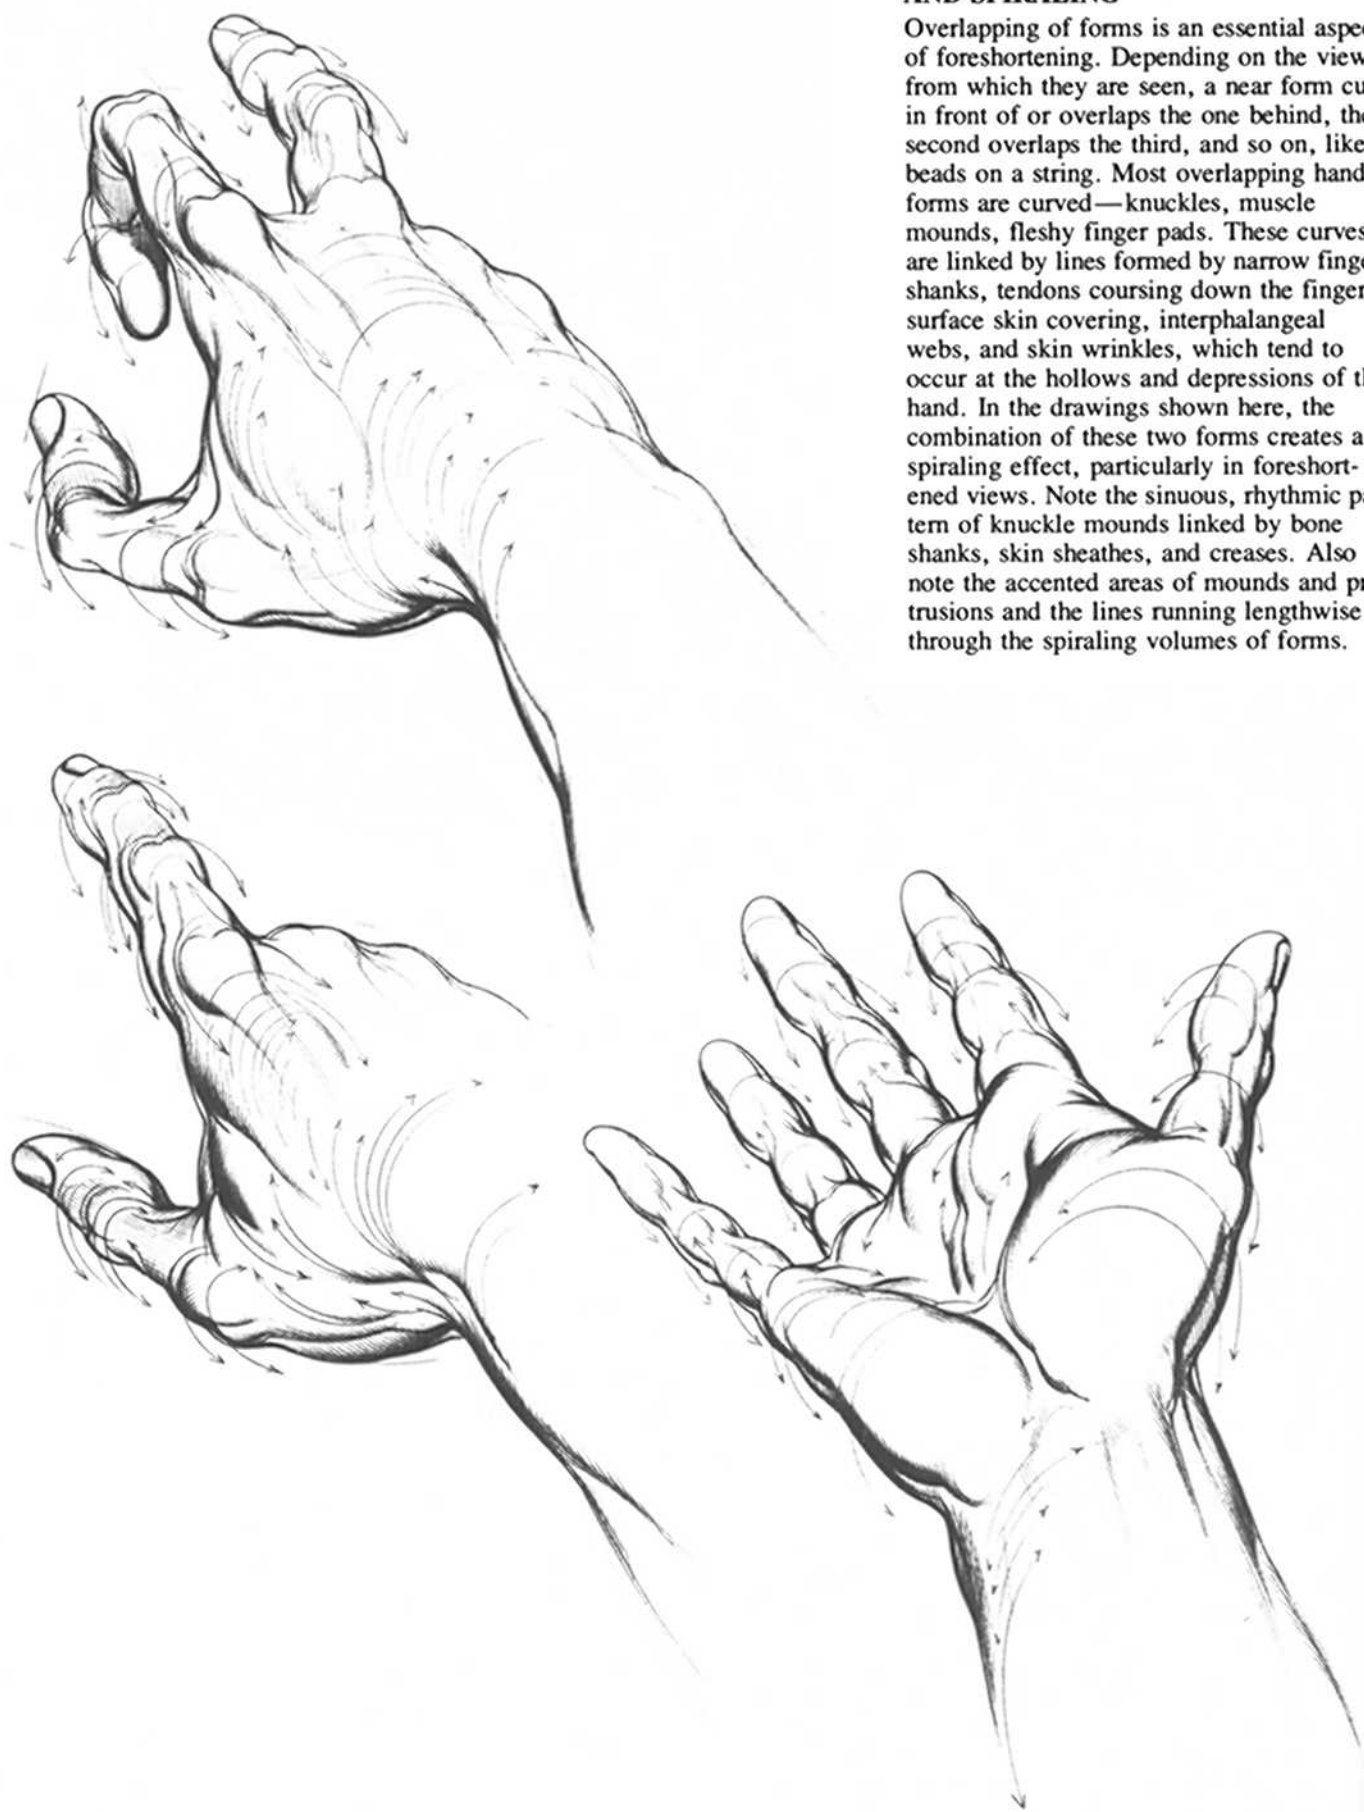 AND SPIRALING
Overlapping of forms is an essential aspe
of foreshortening. Depending on the view
from which they are seen, a near form cu
in front of or overlaps the one behind, the
second overlaps the third, and so on, like
beads on a string. Most overlapping hand
forms are curved—knuckles, muscle
mounds, fleshy finger pads. These curves
are linked by lines formed by narrow finge
shanks, tendons coursing down the finger
surface skin covering, interphalangeal
webs, and skin wrinkles, which tend to
occur at the hollows and depressions of t
hand. In the drawings shown here, the
combination of these two forms creates a
spiraling effect, particularly in foreshort-
ened views. Note the sinuous, rhythmic p
tern of knuckle mounds linked by bone
shanks, skin sheathes, and creases. Also
note the accented areas of mounds and p
trusions and the lines running lengthwise
through the spiraling volumes of forms.